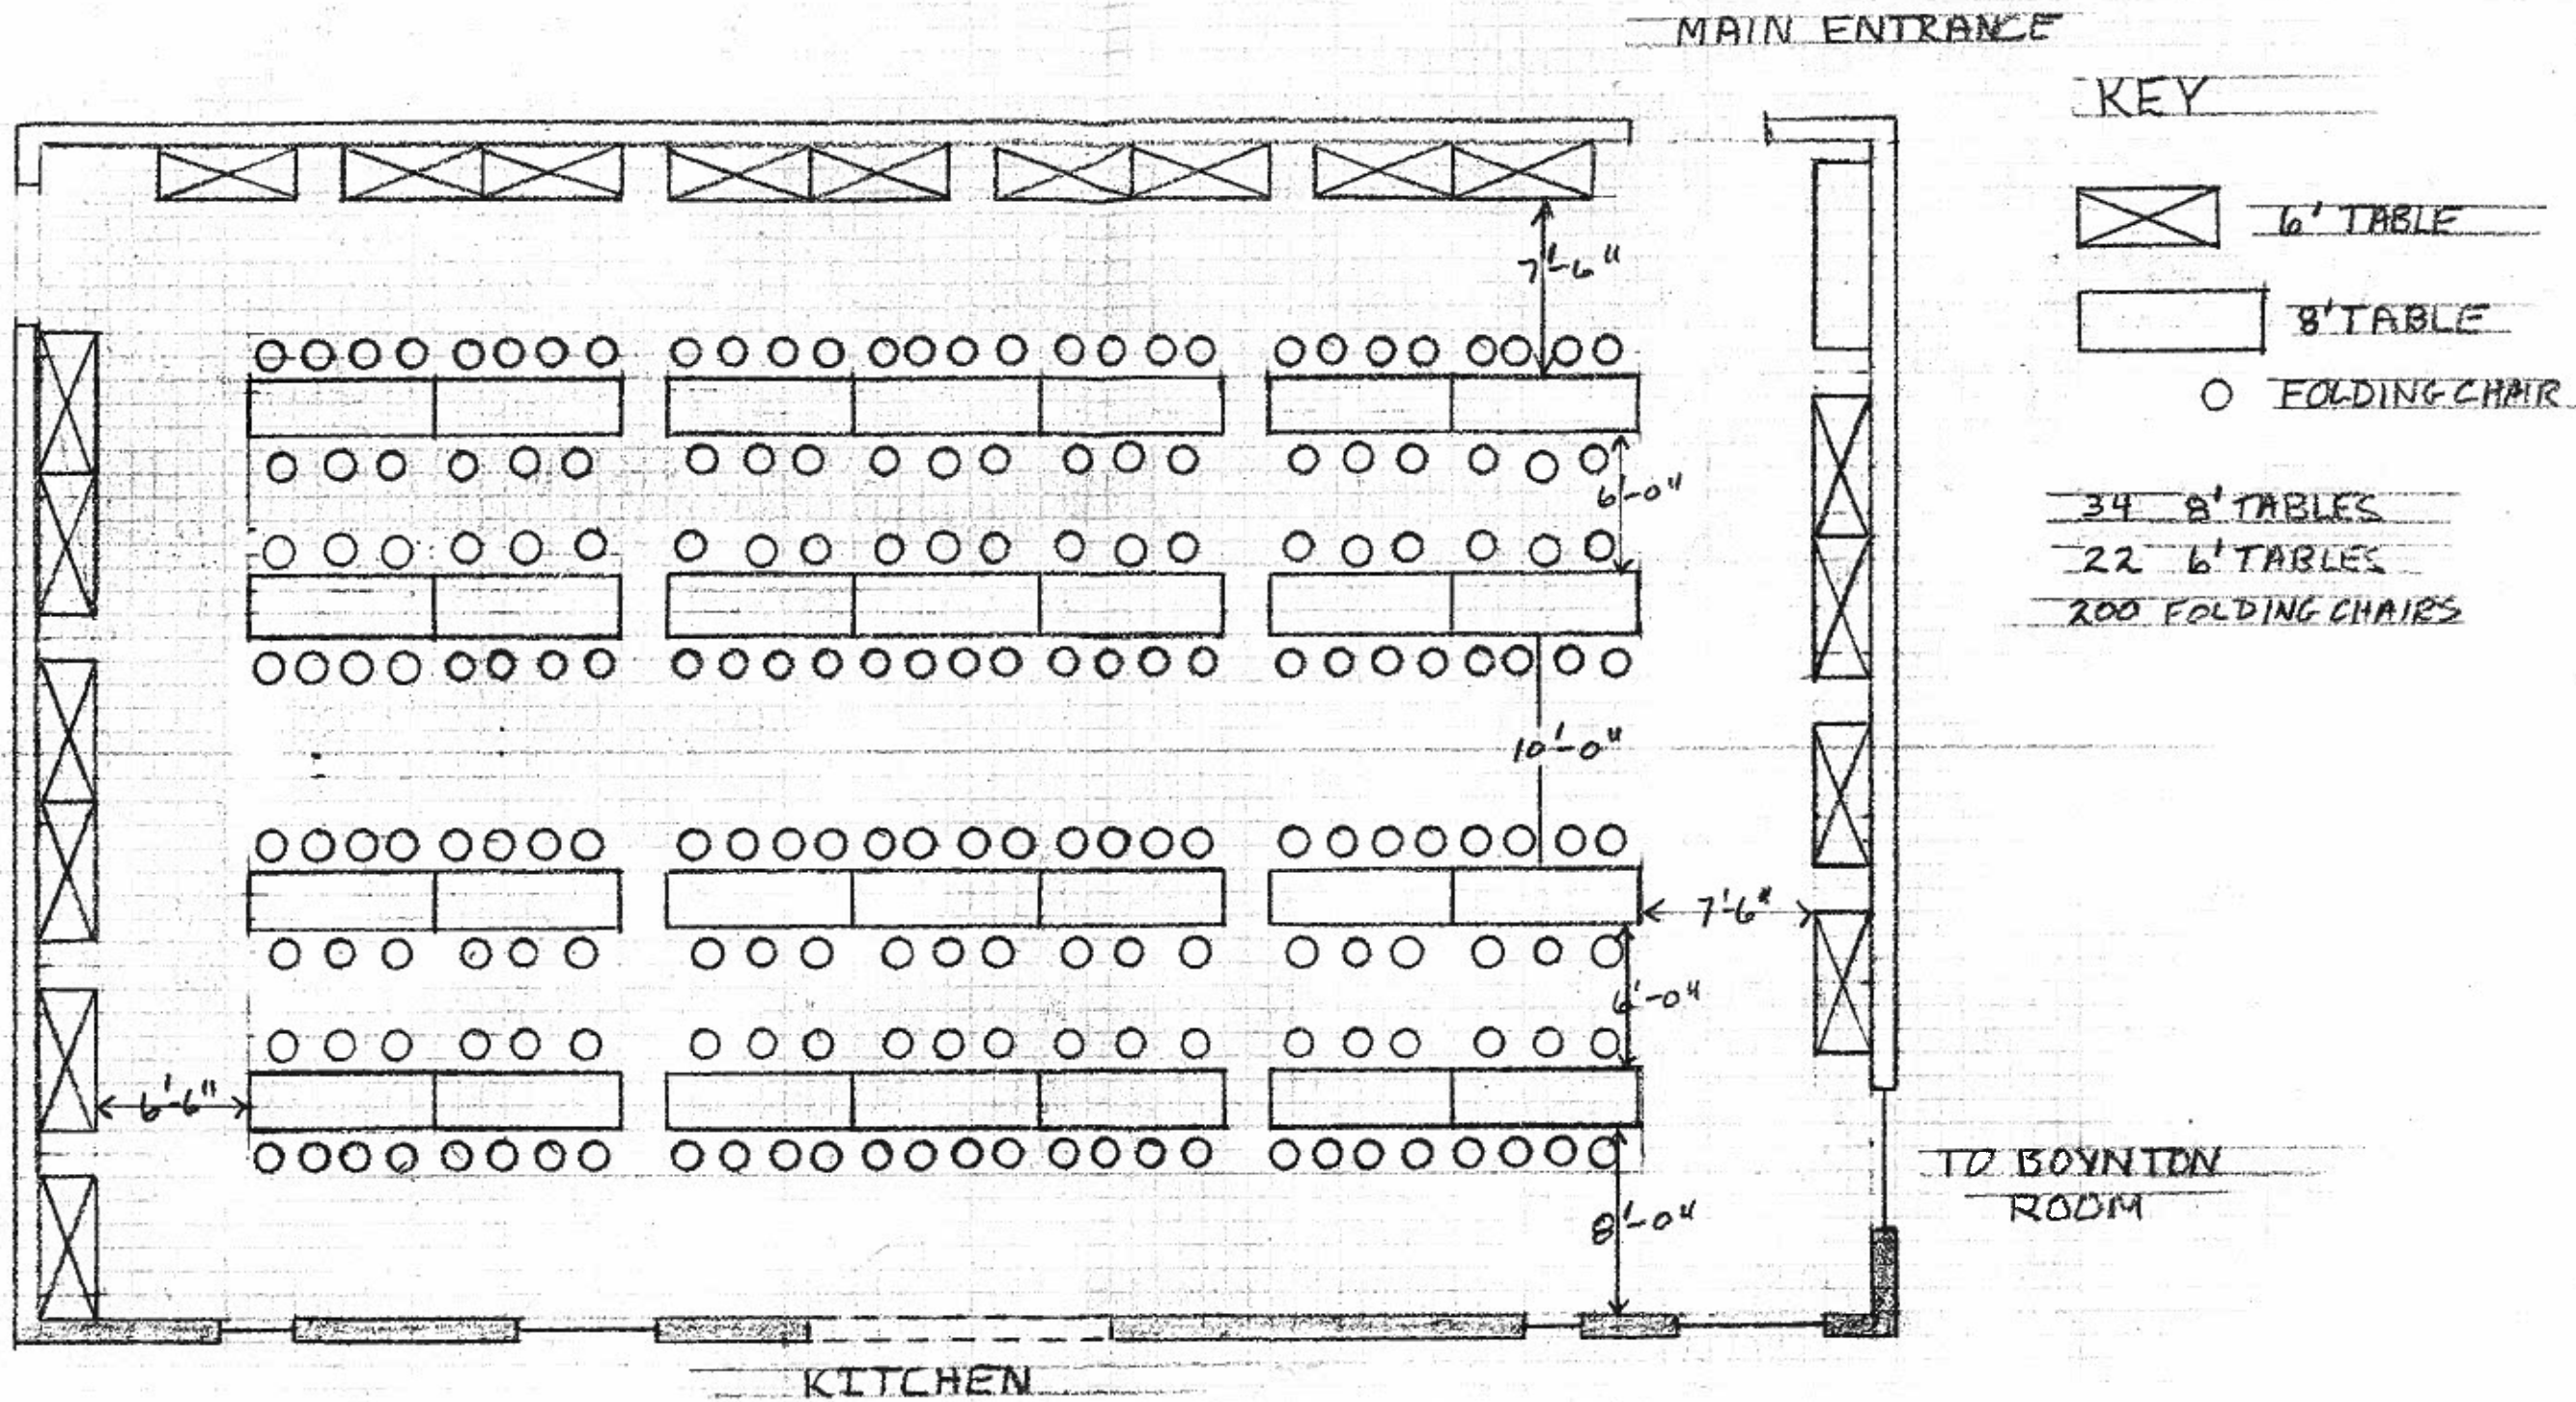 MAIN ENTRANCE
KEY
6' TABLE
8' TABLE
FOLDING CHAIR
34 8' TABLES
22 6' TABLES
200 FOLDING CHAIRS
7'-6"
6'-0"
10'-0"
7'-6"
6'-0"
6'-6"
8'-0"
TO BOYNTON
ROOM
KITCHEN